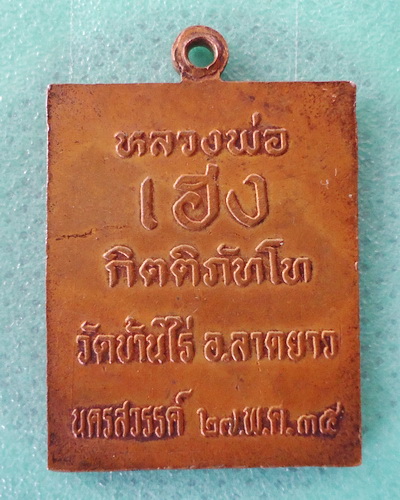 หลวงพ่อ
เฮง
กิตติภัทโท
วัดบ้านไร่ อ.ลาดยาว
นครสวรรค์ ๒๗.พ.ค.๓๕